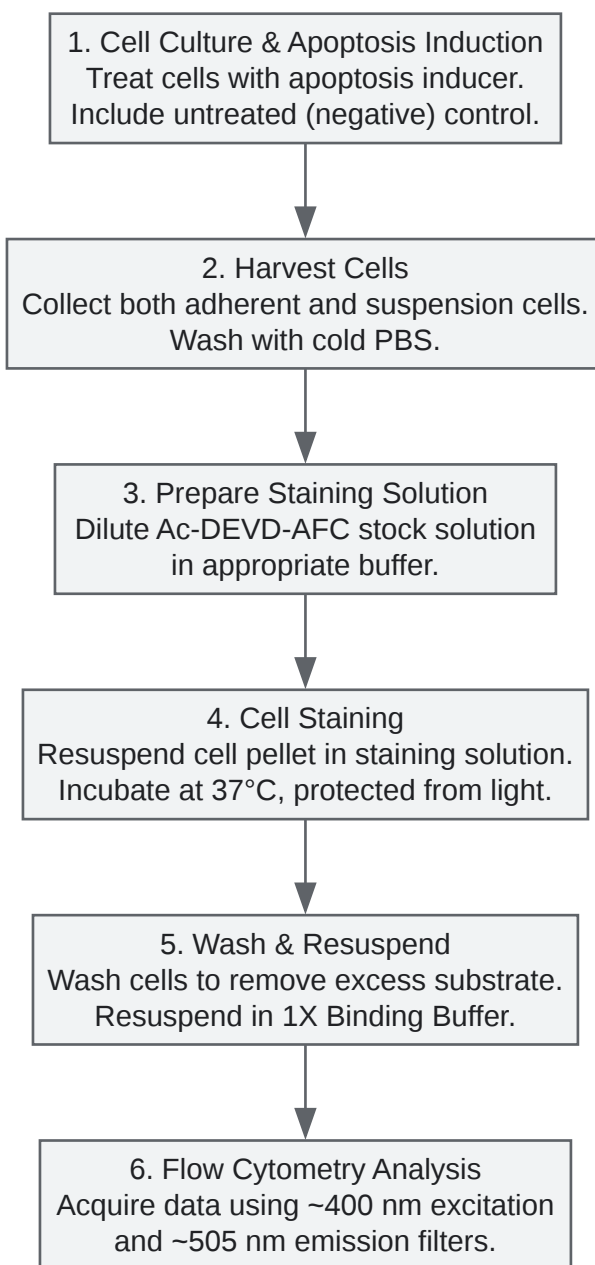 1. Cell Culture & Apoptosis Induction
Treat cells with apoptosis inducer.
Include untreated (negative) control.
2. Harvest Cells
Collect both adherent and suspension cells.
Wash with cold PBS.
3. Prepare Staining Solution
Dilute Ac-DEVD-AFC stock solution
in appropriate buffer.
4. Cell Staining
Resuspend cell pellet in staining solution.
Incubate at 37°C, protected from light.
5. Wash & Resuspend
Wash cells to remove excess substrate.
Resuspend in 1X Binding Buffer.
6. Flow Cytometry Analysis
Acquire data using ~400 nm excitation
and ~505 nm emission filters.